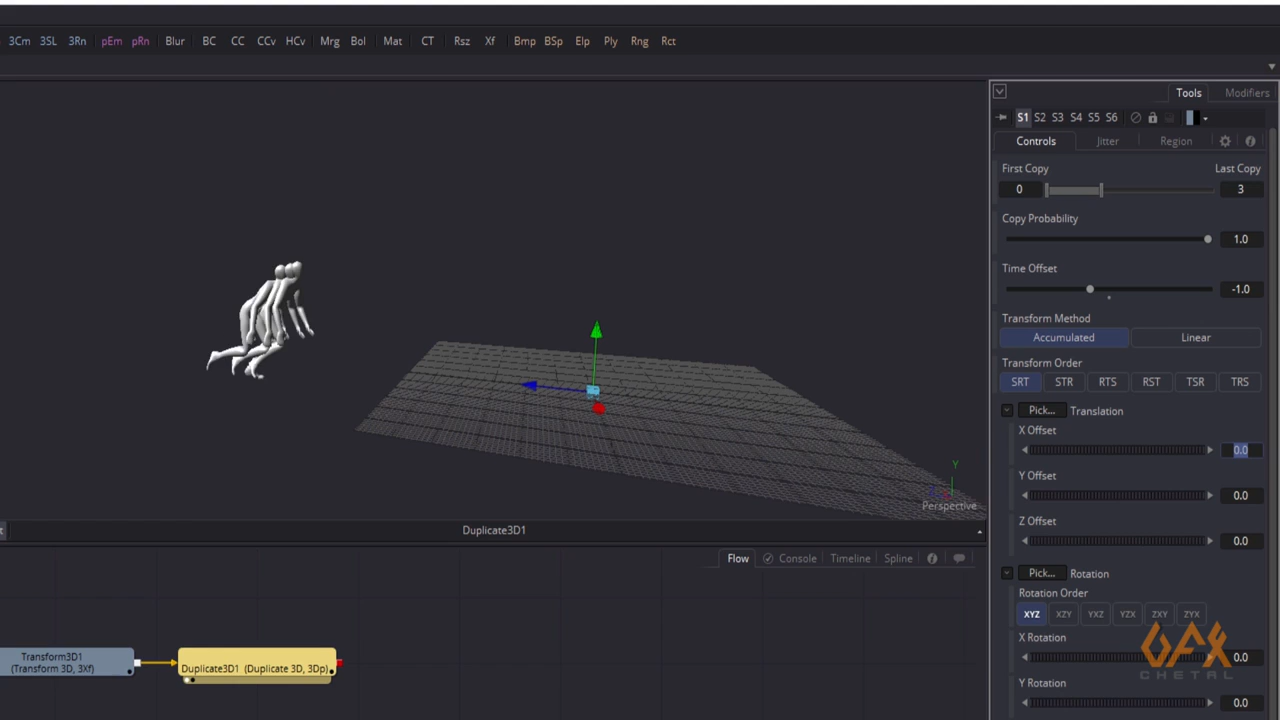 3Cm 3SL 3Rn pEm pRn Blur BC CC CCv HCv Mrg Bol Mat CT Rsz Xf Bmp BSp Elp Ply Rng Rct
Tools Modifiers
S1 S2 S3 S4 S5 S6
Controls Jitter Region
First Copy Last Copy
0 3
Copy Probability
1.0
Time Offset
-1.0
Transform Method
Accumulated Linear
Transform Order
SRT STR RTS RST TSR TRS
Pick... Translation
X Offset
0.0
Y Offset
0.0
Z Offset
0.0
Pick... Rotation
Rotation Order
XYZ XZY YXZ YZX ZXY ZYX
X Rotation
0.0
Y Rotation
0.0
Y
Perspective
Duplicate3D1
Flow Console Timeline Spline
Transform3D1
(Transform 3D, 3Xf)
Duplicate3D1 (Duplicate 3D, 3Dp)
CHETAL